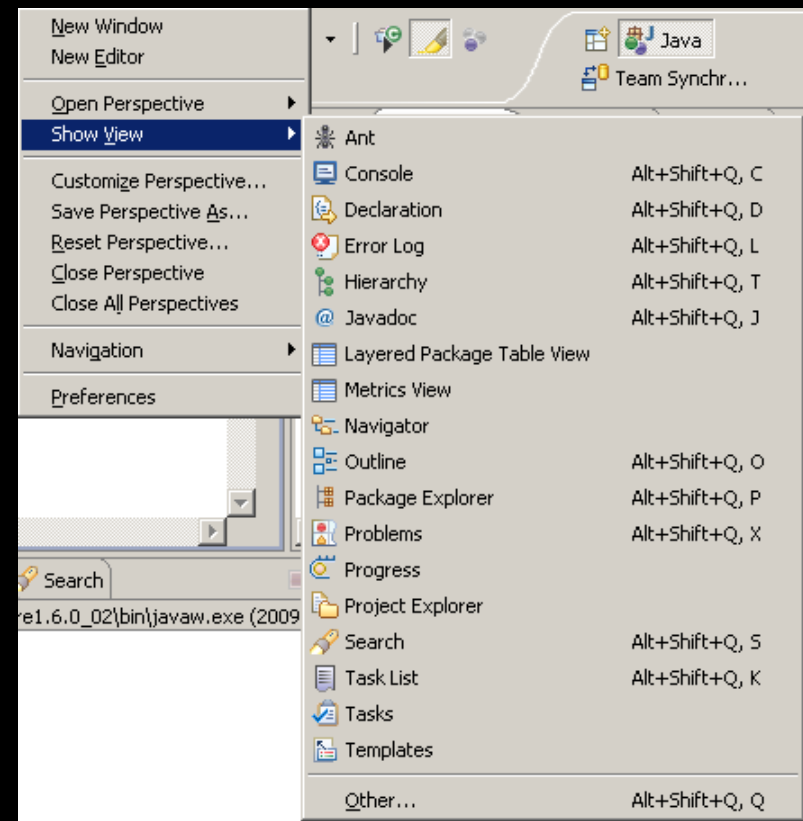 New Window
New Editor
Open Perspective
Show View
Customize Perspective...
Save Perspective As...
Reset Perspective...
Close Perspective
Close All Perspectives
Navigation
Preferences
Java
Team Synchr...
Ant
Console Alt+Shift+Q, C
Declaration Alt+Shift+Q, D
Error Log Alt+Shift+Q, L
Hierarchy Alt+Shift+Q, T
Javadoc Alt+Shift+Q, J
Layered Package Table View
Metrics View
Navigator
Outline Alt+Shift+Q, O
Package Explorer Alt+Shift+Q, P
Problems Alt+Shift+Q, X
Progress
Project Explorer
Search Alt+Shift+Q, S
Task List Alt+Shift+Q, K
Tasks
Templates
Other... Alt+Shift+Q, Q
Search
re1.6.0_02\bin\javaw.exe (2009